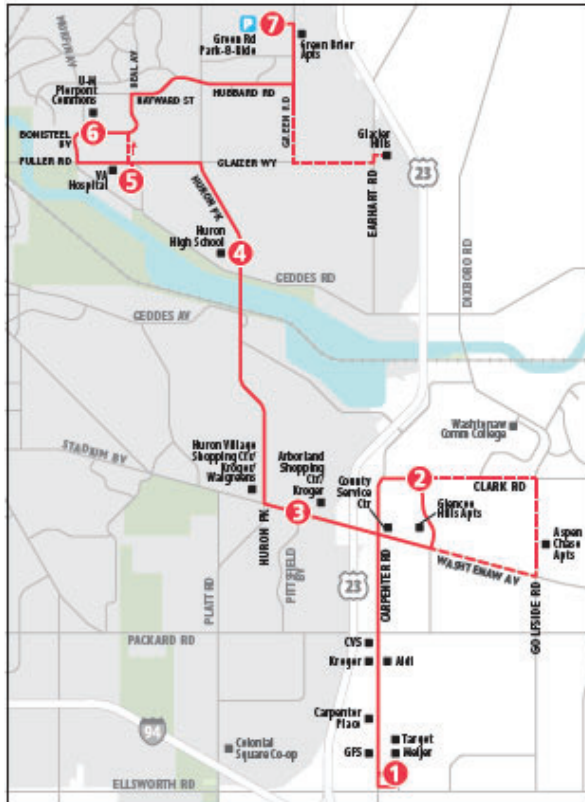 MURFIN AV
BEAL AV
P
7
Green Rd
Park-&-Ride
Green Brier
Apts
U-M
Pierpont
Commons
HAYWARD ST
HUBBARD RD
GREEN RD
BONISTEEL
BV
6
FULLER RD
VA
Hospital
5
GLAZIER WY
Glacier
Hills
EARHART RD
23
HURON PK
Huron
High School
4
GEDDES RD
DIXBORO RD
GEDDES AV
STADIUM BV
Washtenaw
Comm College
Huron Village
Shopping Ctr/
Kroger/
Walgreens
Arborland
Shopping
Ctr/
Kroger
County
Service
Ctr
2
CLARK RD
Glencoe
Hills Apts
3
HURON PK
PLATT RD
PITTSFIELD
BV
23
CARPENTER RD
WASHTENAW AV
Aspen
Chase
Apts
GOLFSIDE RD
PACKARD RD
CVS
Kroger
Aldi
Carpenter
Place
94
Colonial
Square Co-op
GFS
Target
Meijer
1
ELLSWORTH RD